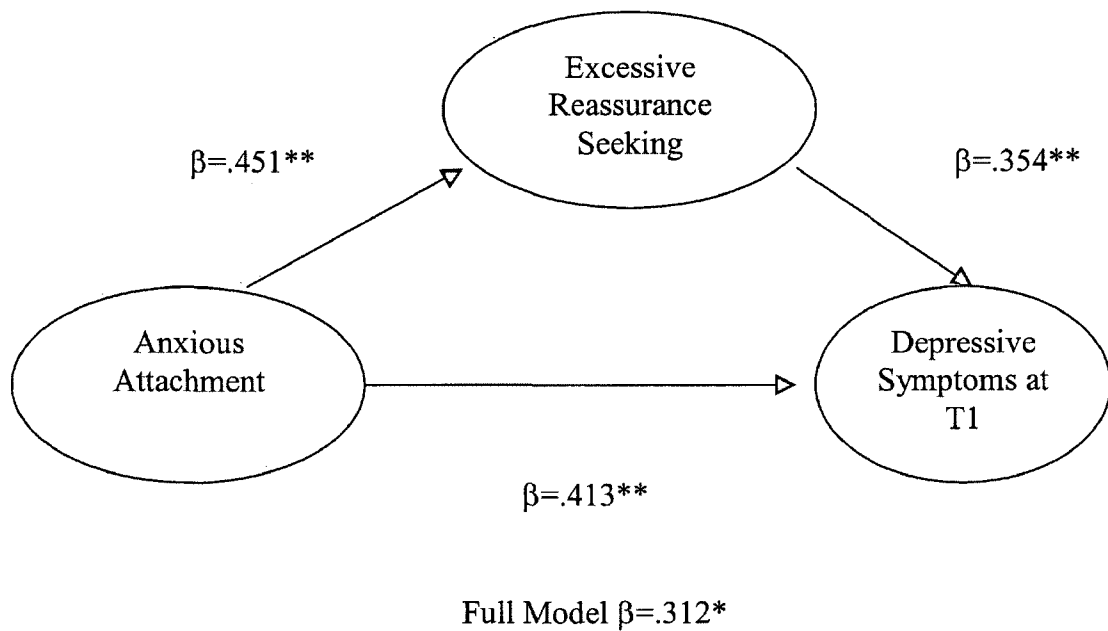 Excessive
Reassurance
Seeking
β=.451**
β=.354**
Anxious
Attachment
Depressive
Symptoms at
T1
β=.413**
Full Model β=.312*